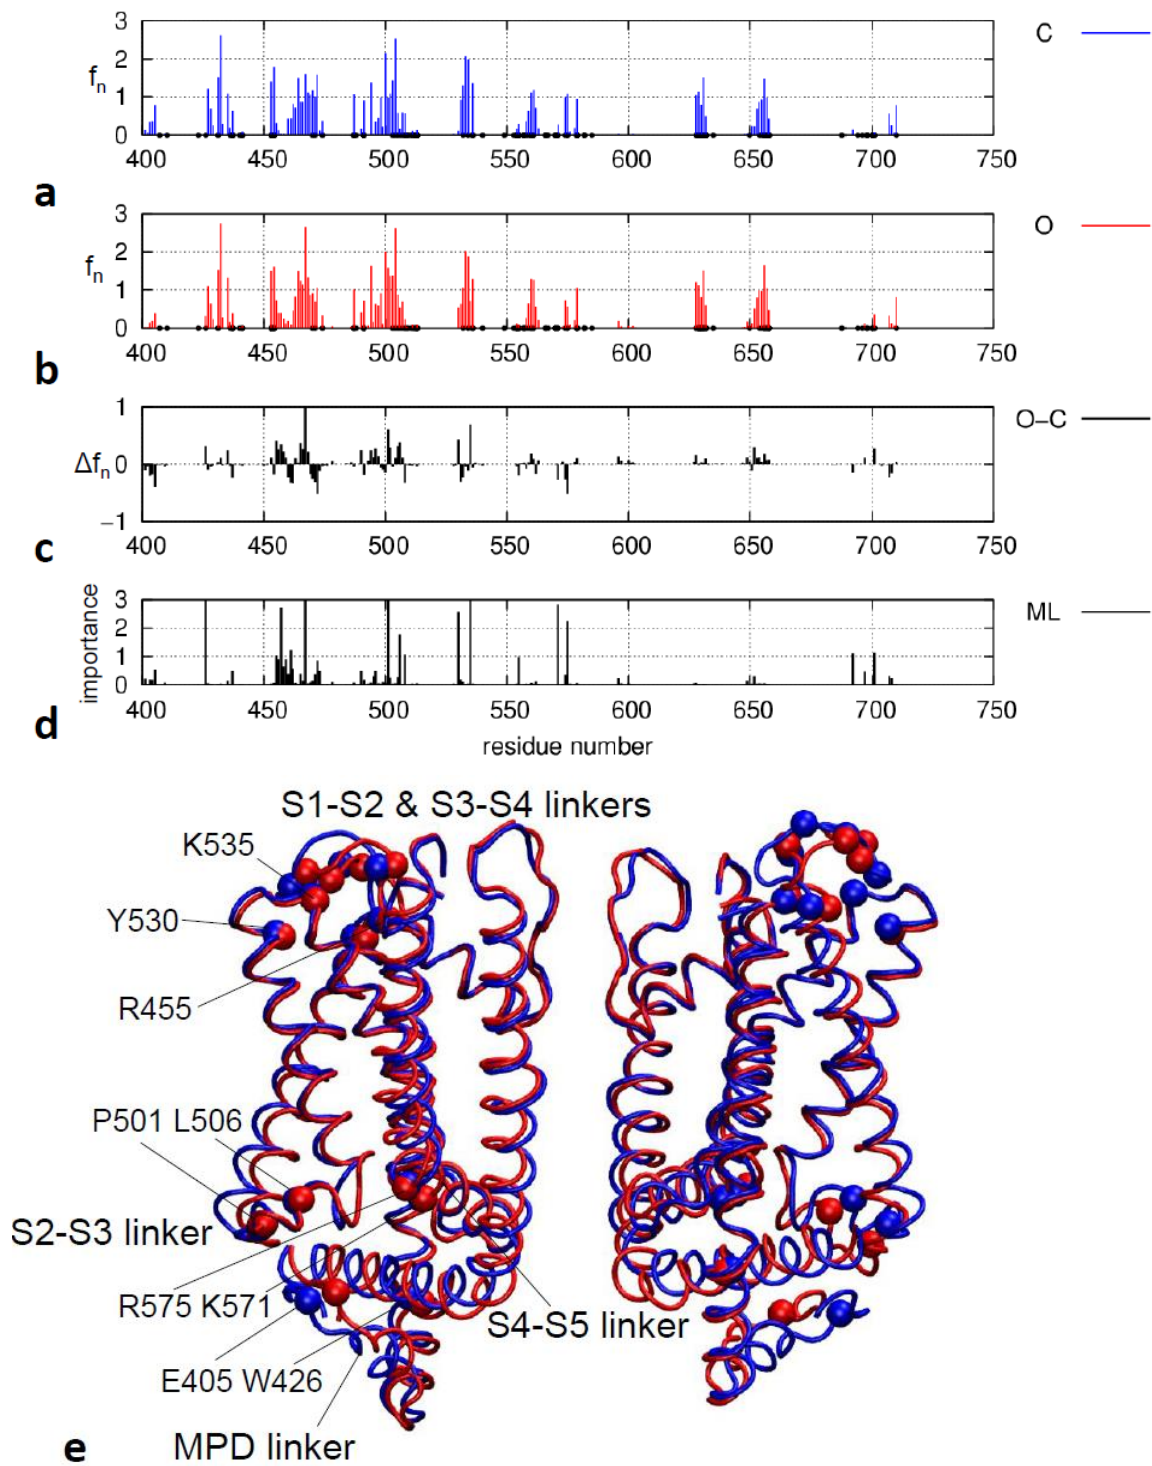 3
2
f_n
1
0
400 450 500 550 600 650 700 750
C
a
3
2
f_n
1
0
400 450 500 550 600 650 700 750
O
b
1
Δf_n 0
−1
400 450 500 550 600 650 700 750
O−C
c
3
2
importance
1
0
400 450 500 550 600 650 700 750
ML
d
residue number
S1-S2 & S3-S4 linkers
K535
Y530
R455
P501 L506
S2-S3 linker
R575 K571
S4-S5 linker
E405 W426
MPD linker
e